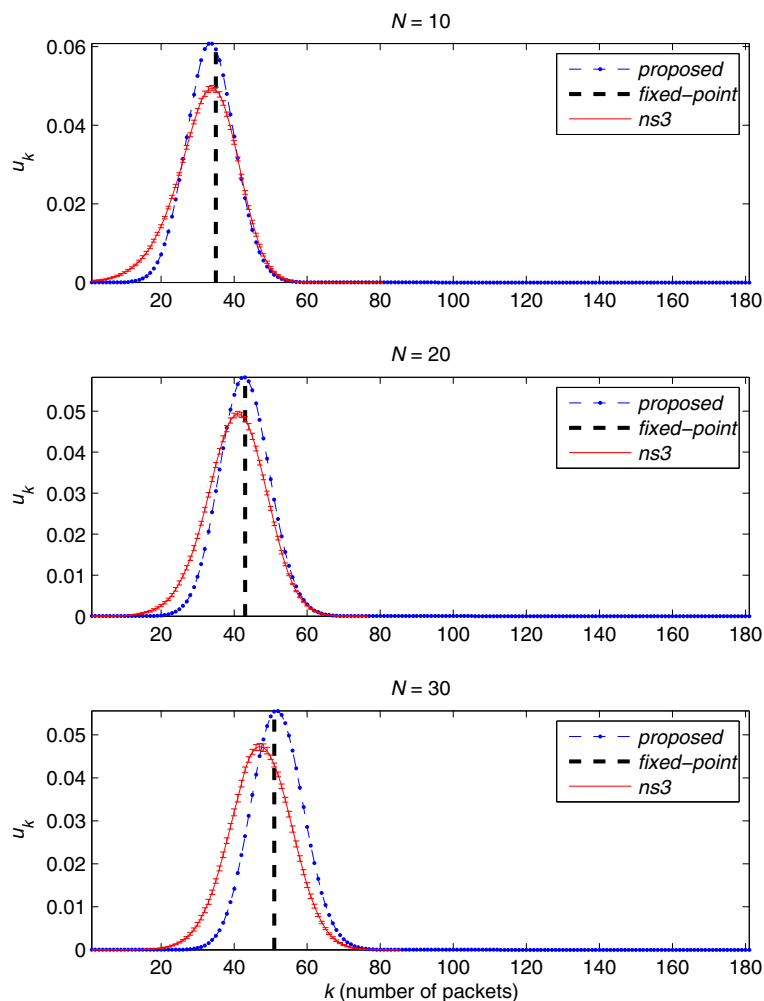 N = 10
0.06
0.04
0.02
0
u_k
proposed
fixed-point
ns3
20 40 60 80 100 120 140 160 180
N = 20
0.05
0.04
0.03
0.02
0.01
0
u_k
proposed
fixed-point
ns3
20 40 60 80 100 120 140 160 180
N = 30
0.05
0.04
0.03
0.02
0.01
0
u_k
proposed
fixed-point
ns3
20 40 60 80 100 120 140 160 180
k (number of packets)